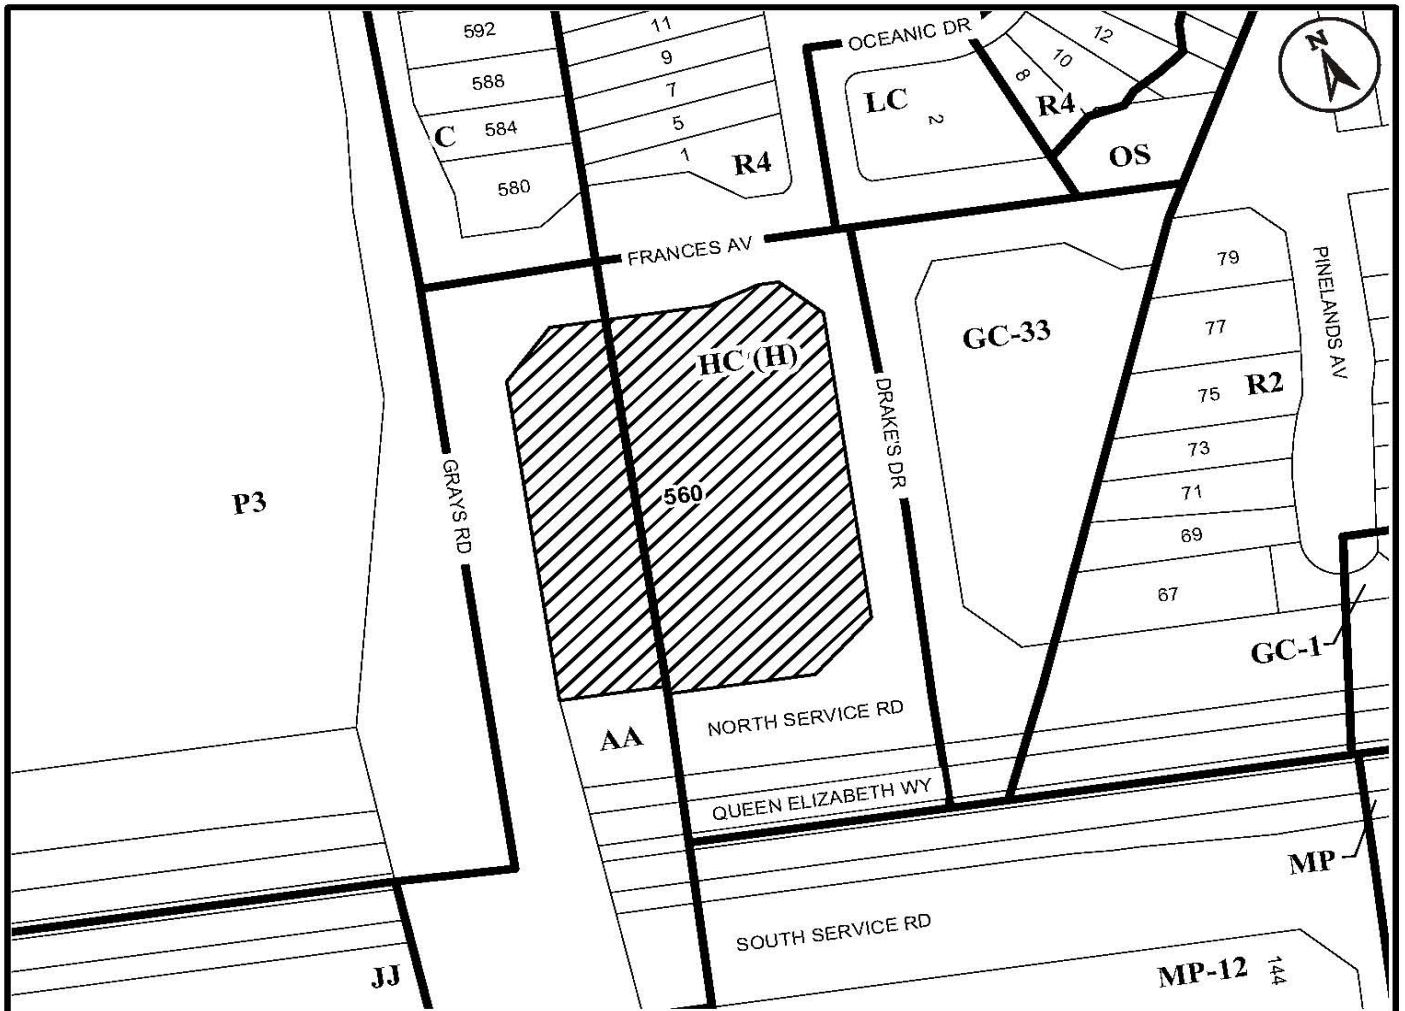 592
11
OCEANIC DR
12
N
9
10
588
7
8
LC
R4
2
C
584
5
1
R4
OS
580
FRANCES AV
79
PINELANDS AV
77
GC-33
HC (H)
75
R2
DRAKE'S DR
73
GRAYS RD
P3
560
71
69
67
GC-1
NORTH SERVICE RD
AA
QUEEN ELIZABETH WY
MP
SOUTH SERVICE RD
MP-12
144
JJ